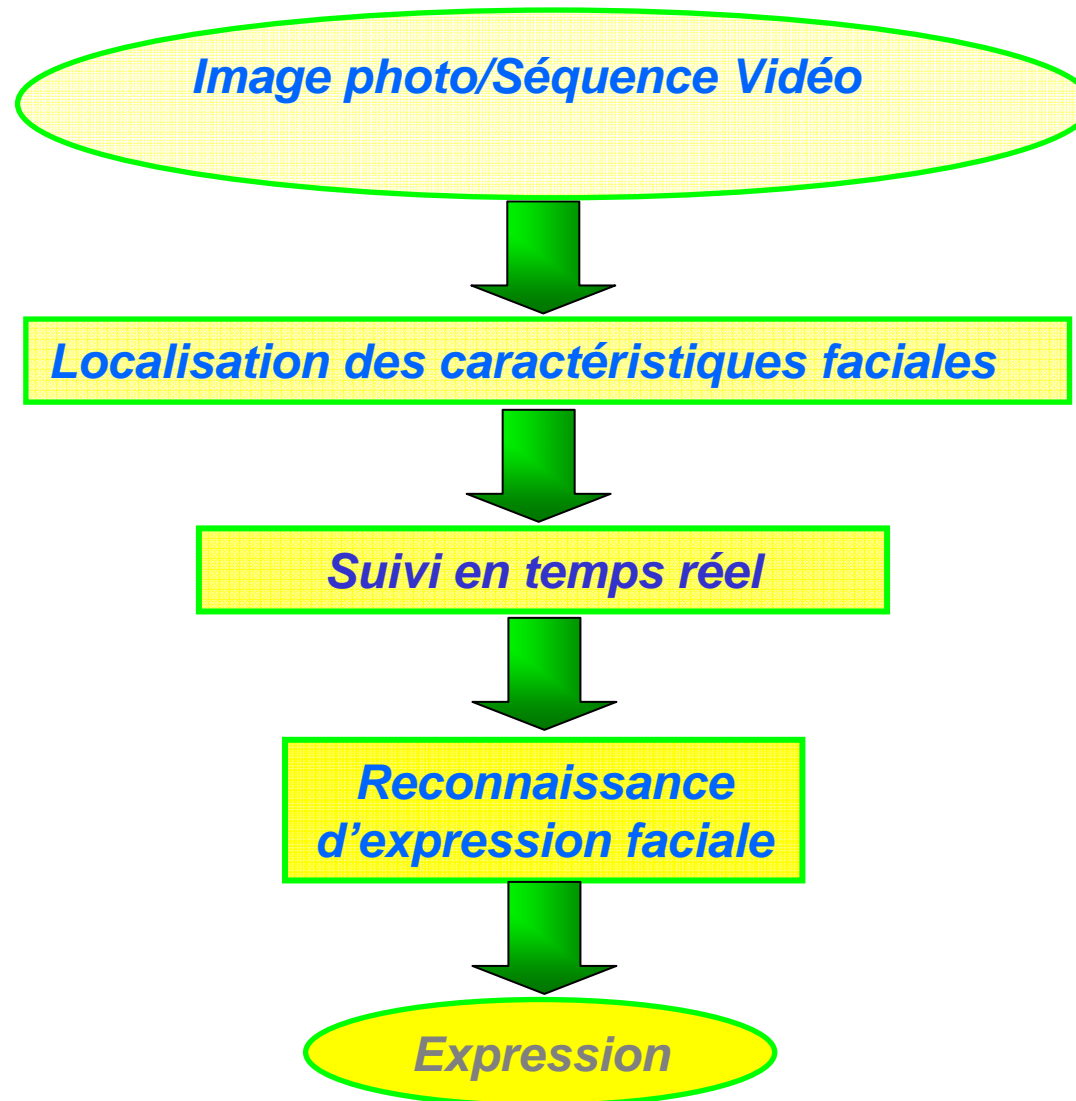 Image photo/Séquence Vidéo
Localisation des caractéristiques faciales
Suivi en temps réel
Reconnaissance
d’expression faciale
Expression